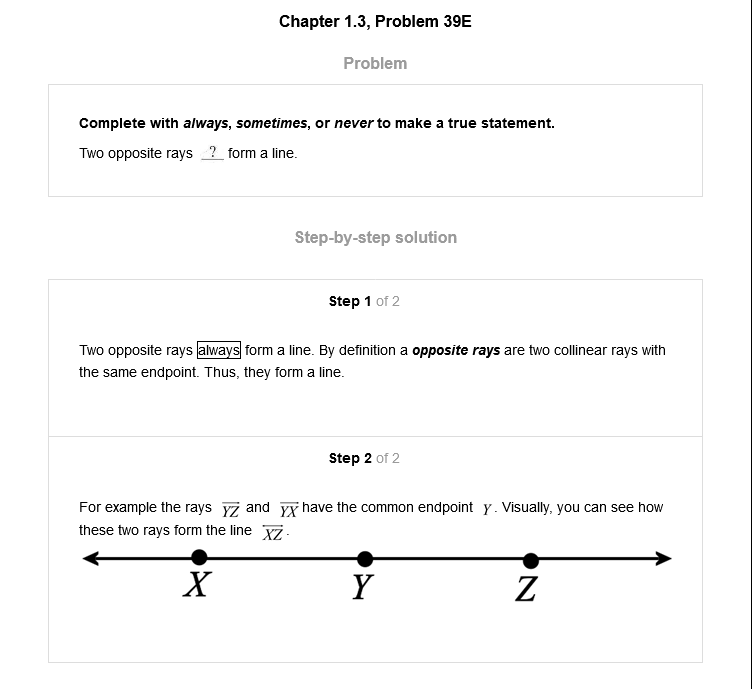 Chapter 1.3, Problem 39E
Problem
Complete with always, sometimes, or never to make a true statement.
Two opposite rays ? form a line.
Step-by-step solution
Step 1 of 2
Two opposite rays always form a line. By definition a opposite rays are two collinear rays with
the same endpoint. Thus, they form a line.
Step 2 of 2
For example the rays YZ and YX have the common endpoint Y. Visually, you can see how
these two rays form the line XZ.
X Y Z